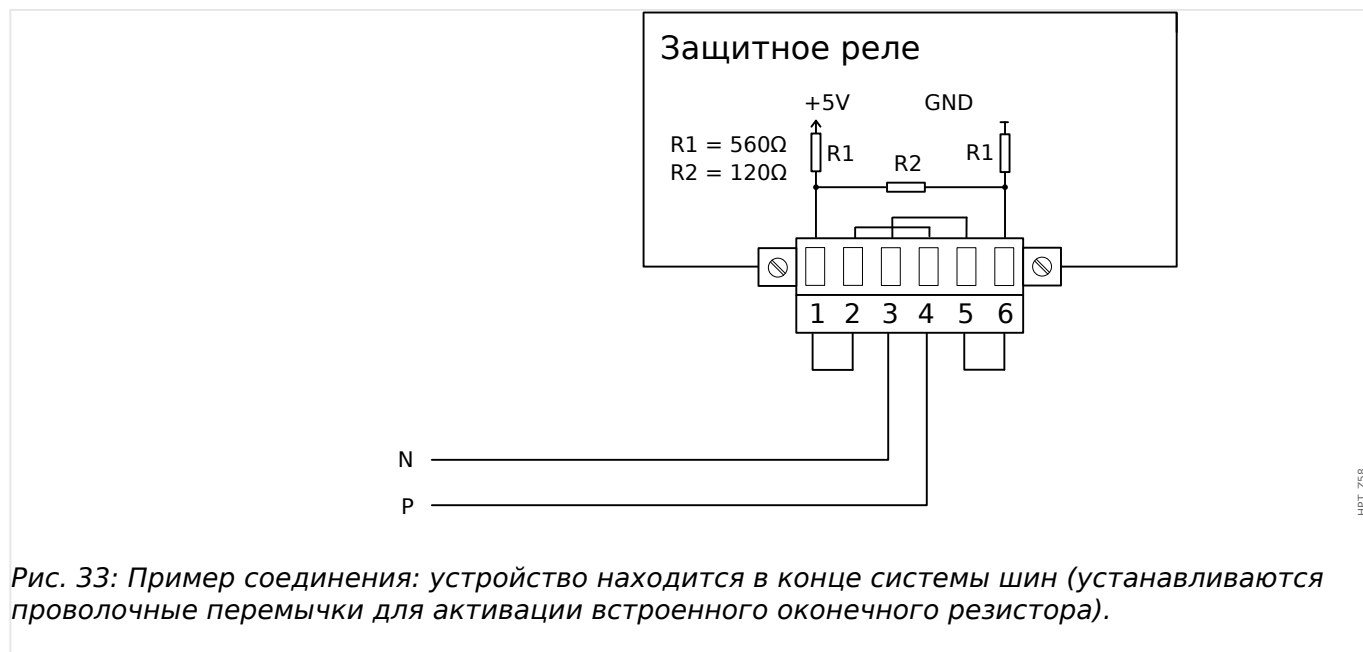 Защитное реле
+5V
GND
R1 = 560Ω
R2 = 120Ω
R1
R2
R1
1 2 3 4 5 6
N
P
HPT_Z58
Рис. 33: Пример соединения: устройство находится в конце системы шин (устанавливаются
проволочные перемычки для активации встроенного оконечного резистора).